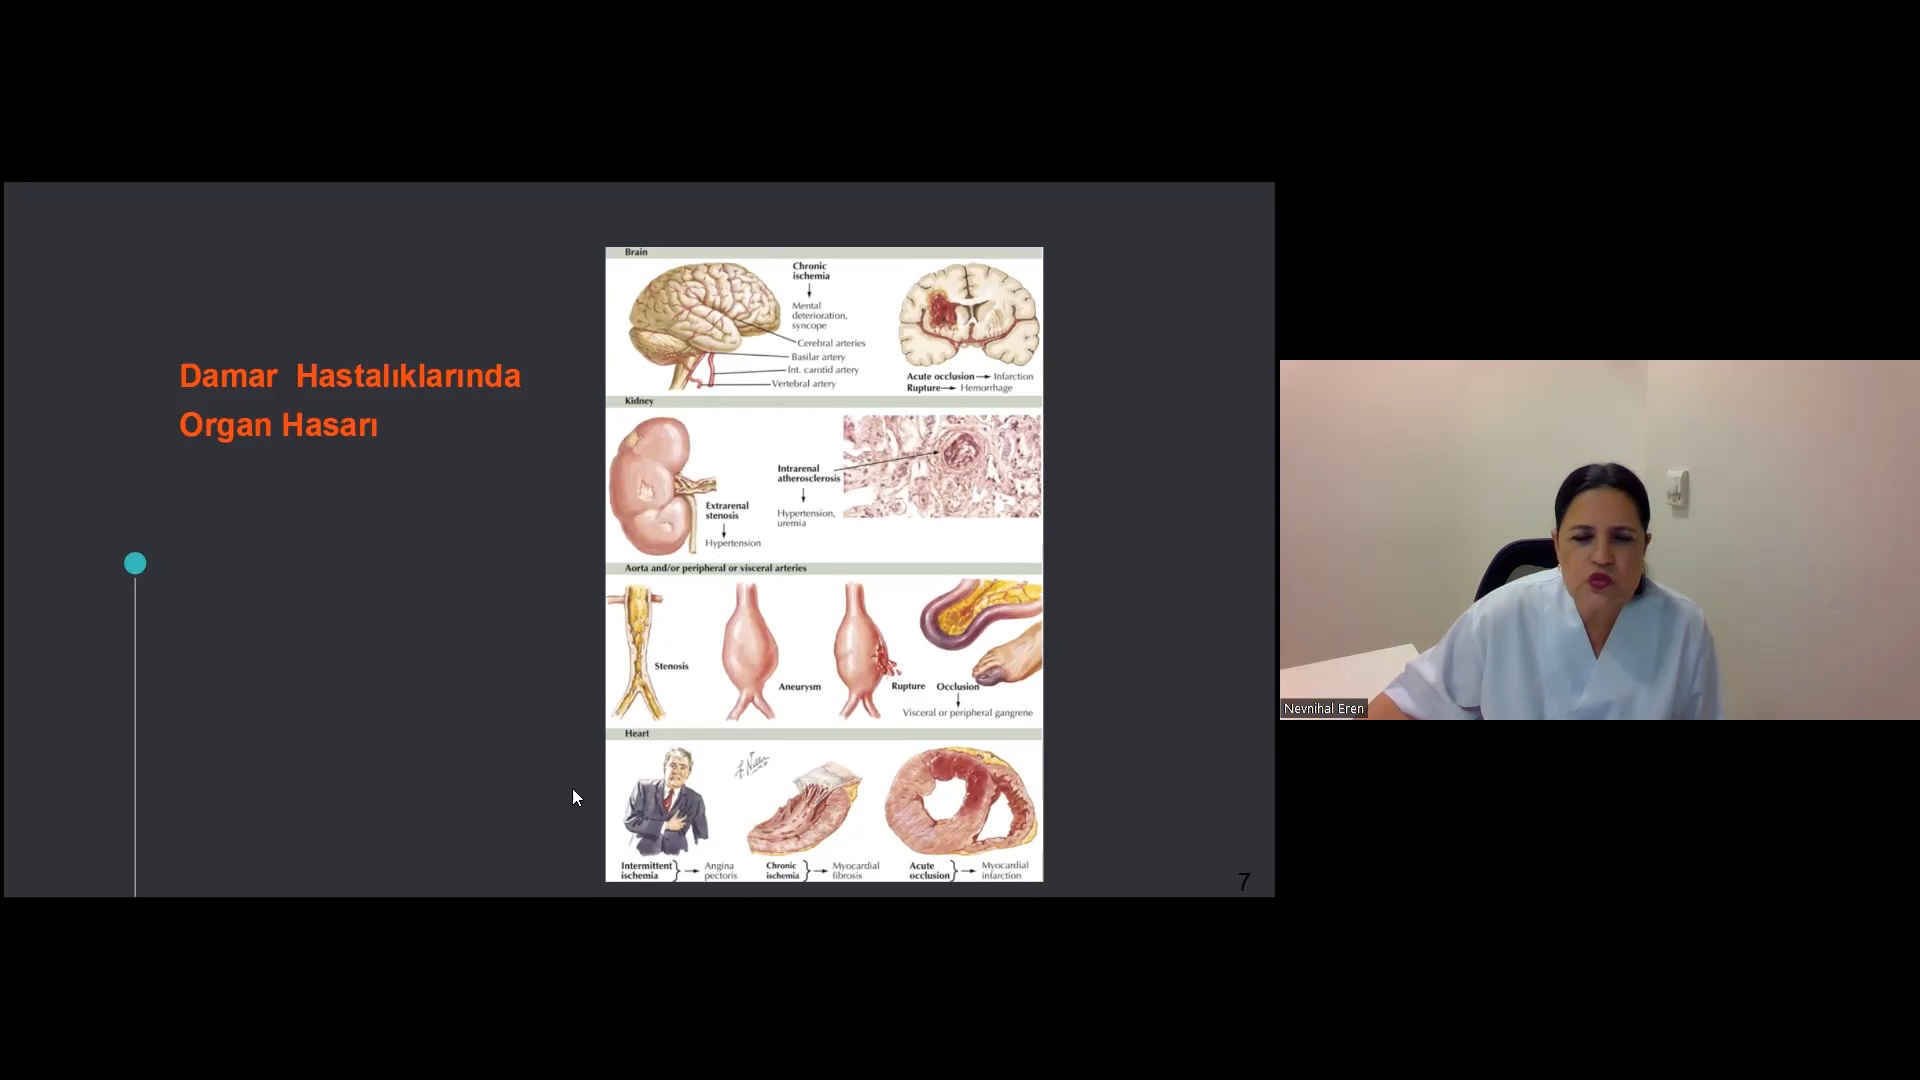 Damar Hastalıklarında
Organ Hasarı
Brain
Chronic
ischemia
Mental
deterioration,
syncope
Cerebral arteries
Basilar artery
Int. carotid artery
Vertebral artery
Acute occlusion → Infarction
Rupture → Hemorrhage
Kidney
Intrarenal
atherosclerosis
Hypertension,
uremia
Extrarenal
stenosis
Hypertension
Aorta and/or peripheral or visceral arteries
Stenosis
Aneurysm
Rupture
Occlusion
Visceral or peripheral gangrene
Heart
Intermittent
ischemia
Angina
pectoris
Chronic
ischemia
Myocardial
fibrosis
Acute
occlusion
Myocardial
infarction
7
Nevnihal Eren